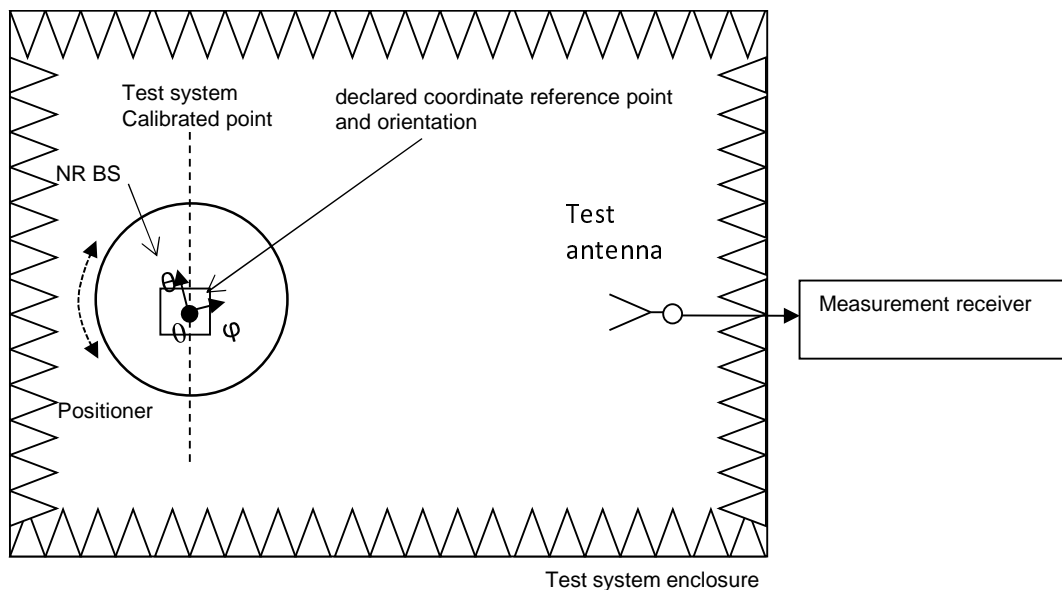 Test system
Calibrated point
declared coordinate reference point
and orientation
NR BS
Test
antenna
Measurement receiver
θ
0
φ
Positioner
Test system enclosure